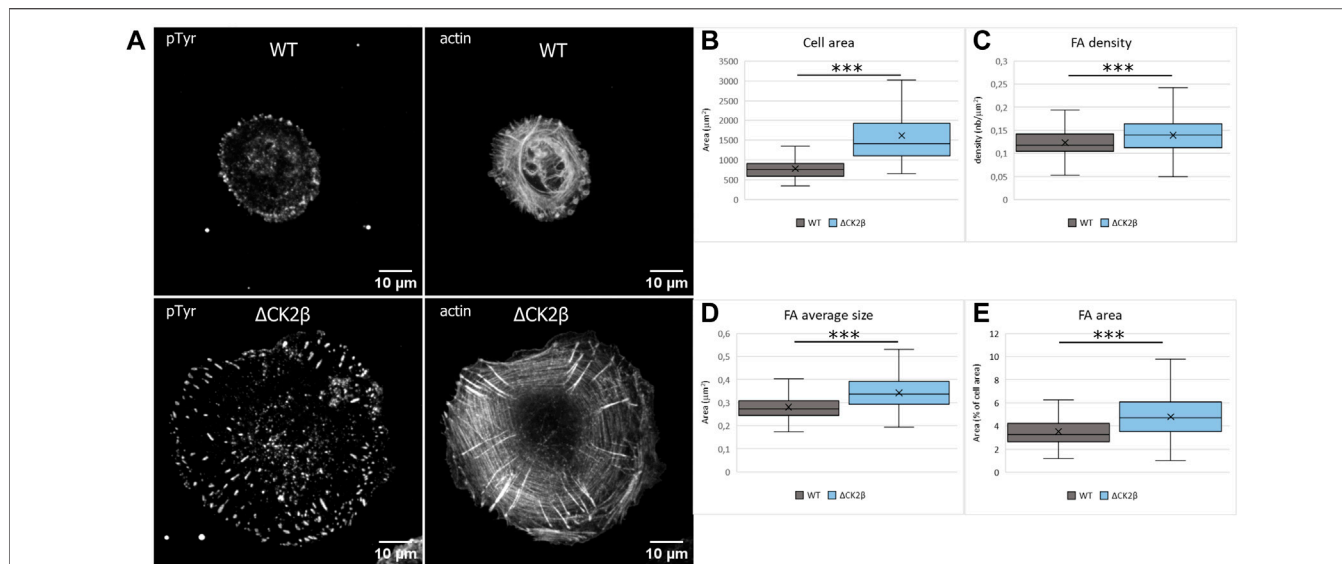 A
pTyr
WT
actin
WT
10 µm
10 µm
pTyr
ΔCK2β
actin
ΔCK2β
10 µm
10 µm
B
Cell area
***
Area (µm²)
3500
3000
2500
2000
1500
1000
500
0
WT ΔCK2β
C
FA density
***
density (nb/µm²)
0,3
0,25
0,2
0,15
0,1
0,05
0
WT ΔCK2β
D
FA average size
***
Area (µm²)
0,6
0,5
0,4
0,3
0,2
0,1
0,0
WT ΔCK2β
E
FA area
***
Area (% of cell area)
12
10
8
6
4
2
0
WT ΔCK2β